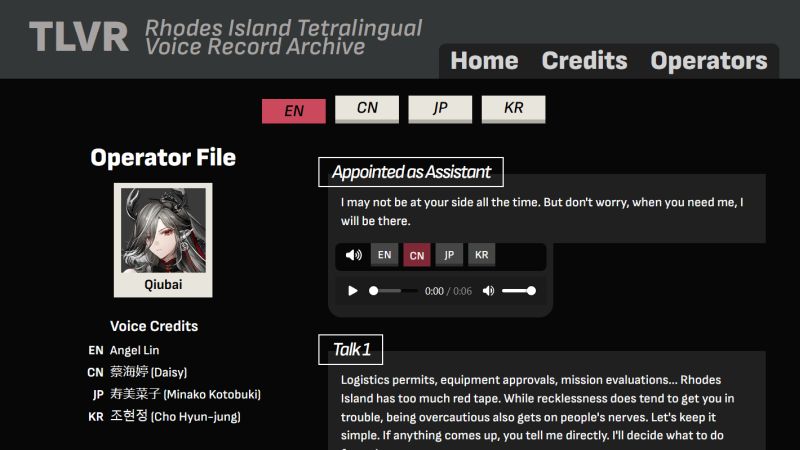 TLVR
Rhodes Island Tetralingual
Voice Record Archive
Home Credits Operators
EN CN JP KR
Operator File
Qiubai
Voice Credits
EN Angel Lin
CN 蔡海婷 (Daisy)
JP 寿美菜子 (Minako Kotobuki)
KR 조현정 (Cho Hyun-jung)
Appointed as Assistant
I may not be at your side all the time. But don't worry, when you need me, I
will be there.
EN CN JP KR
0:00 / 0:06
Talk 1
Logistics permits, equipment approvals, mission evaluations... Rhodes
Island has too much red tape. While recklessness does tend to get you in
trouble, being overcautious also gets on people's nerves. Let's keep it
simple. If anything comes up, you tell me directly. I'll decide what to do